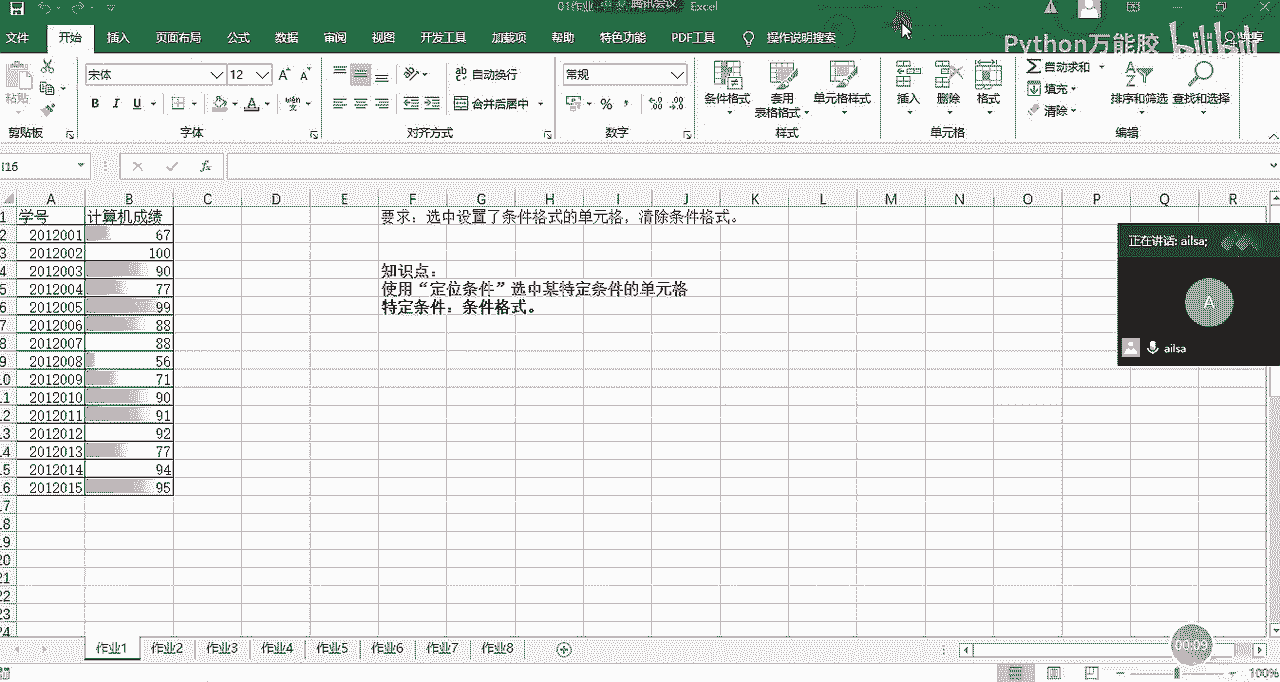 01作业
腾讯会议
Excel
文件 开始 插入 页面布局 公式 数据 审阅 视图 开发工具 加载项 帮助 特色功能 PDF工具 操作说明搜索
Python万能胶 bilibili
宋体 12 自动换行 常规 条件格式 套用 表格格式 单元格样式 插入 删除 格式 自动求和 填充 清除 排序和筛选 查找和选择
粘贴 B I U 合并后居中 %
剪贴板 字体 对齐方式 数字 样式 单元格 编辑
I16 fx
A B C D E F G H I J K L M N O P Q R
1 学号 计算机成绩 要求：选中设置了条件格式的单元格，清除条件格式。
2 2012001 67
3 2012002 100
4 2012003 90 知识点：
5 2012004 77 使用“定位条件”选中某特定条件的单元格
6 2012005 99 特定条件：条件格式。
7 2012006 88
8 2012007 88
9 2012008 56
10 2012009 71
11 2012010 90
12 2012011 91
13 2012012 92
14 2012013 77
15 2012014 94
16 2012015 95
17
18
19
20
21
22
23
24
正在讲话: ailsa;
A
ailsa
作业1 作业2 作业3 作业4 作业5 作业6 作业7 作业8
100%